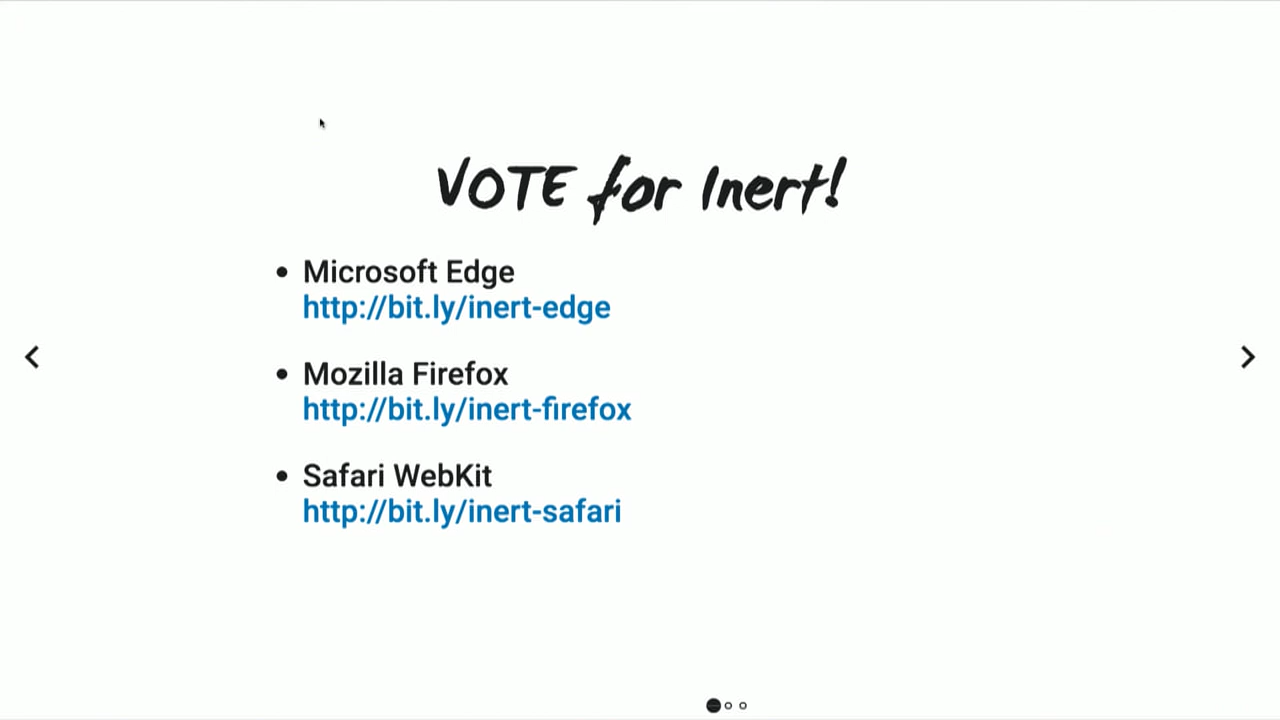 VOTE for Inert!
Microsoft Edge
http://bit.ly/inert-edge
Mozilla Firefox
http://bit.ly/inert-firefox
Safari WebKit
http://bit.ly/inert-safari